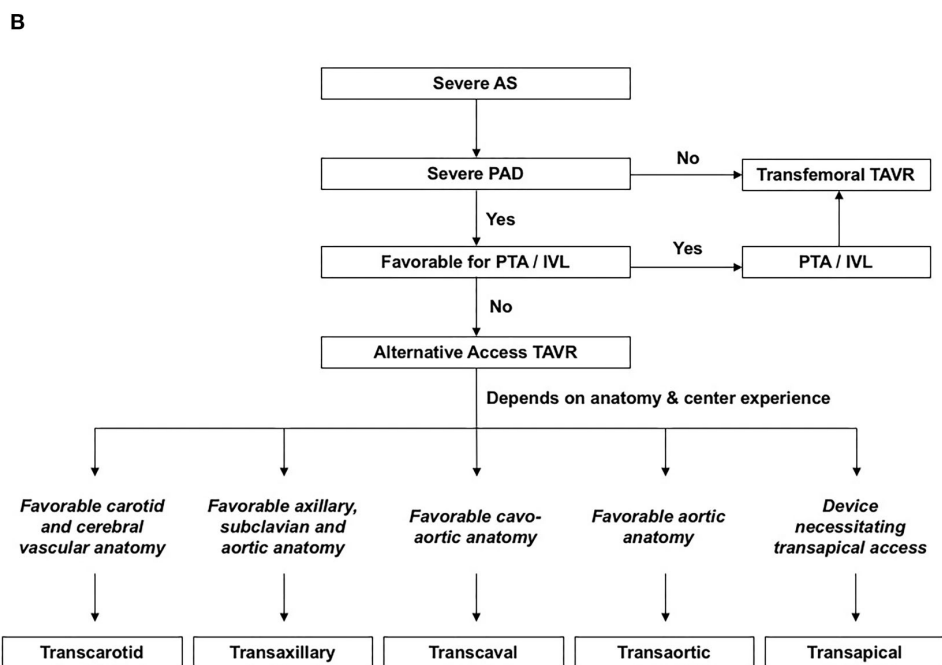 B
Severe AS
No
Severe PAD
Transfemoral TAVR
Yes
Yes
Favorable for PTA / IVL
PTA / IVL
No
Alternative Access TAVR
Depends on anatomy & center experience
Favorable carotid
and cerebral
vascular anatomy
Favorable axillary,
subclavian and
aortic anatomy
Favorable cavo-
aortic anatomy
Favorable aortic
anatomy
Device
necessitating
transapical access
Transcarotid
Transaxillary
Transcaval
Transaortic
Transapical